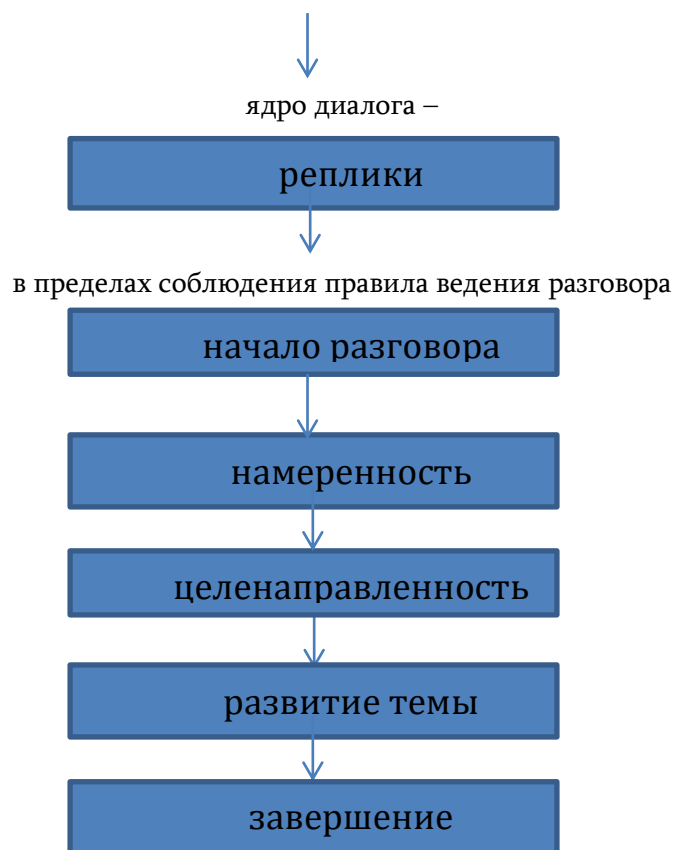 ядро диалога –
реплики
в пределах соблюдения правила ведения разговора
начало разговора
намеренность
целенаправленность
развитие темы
завершение